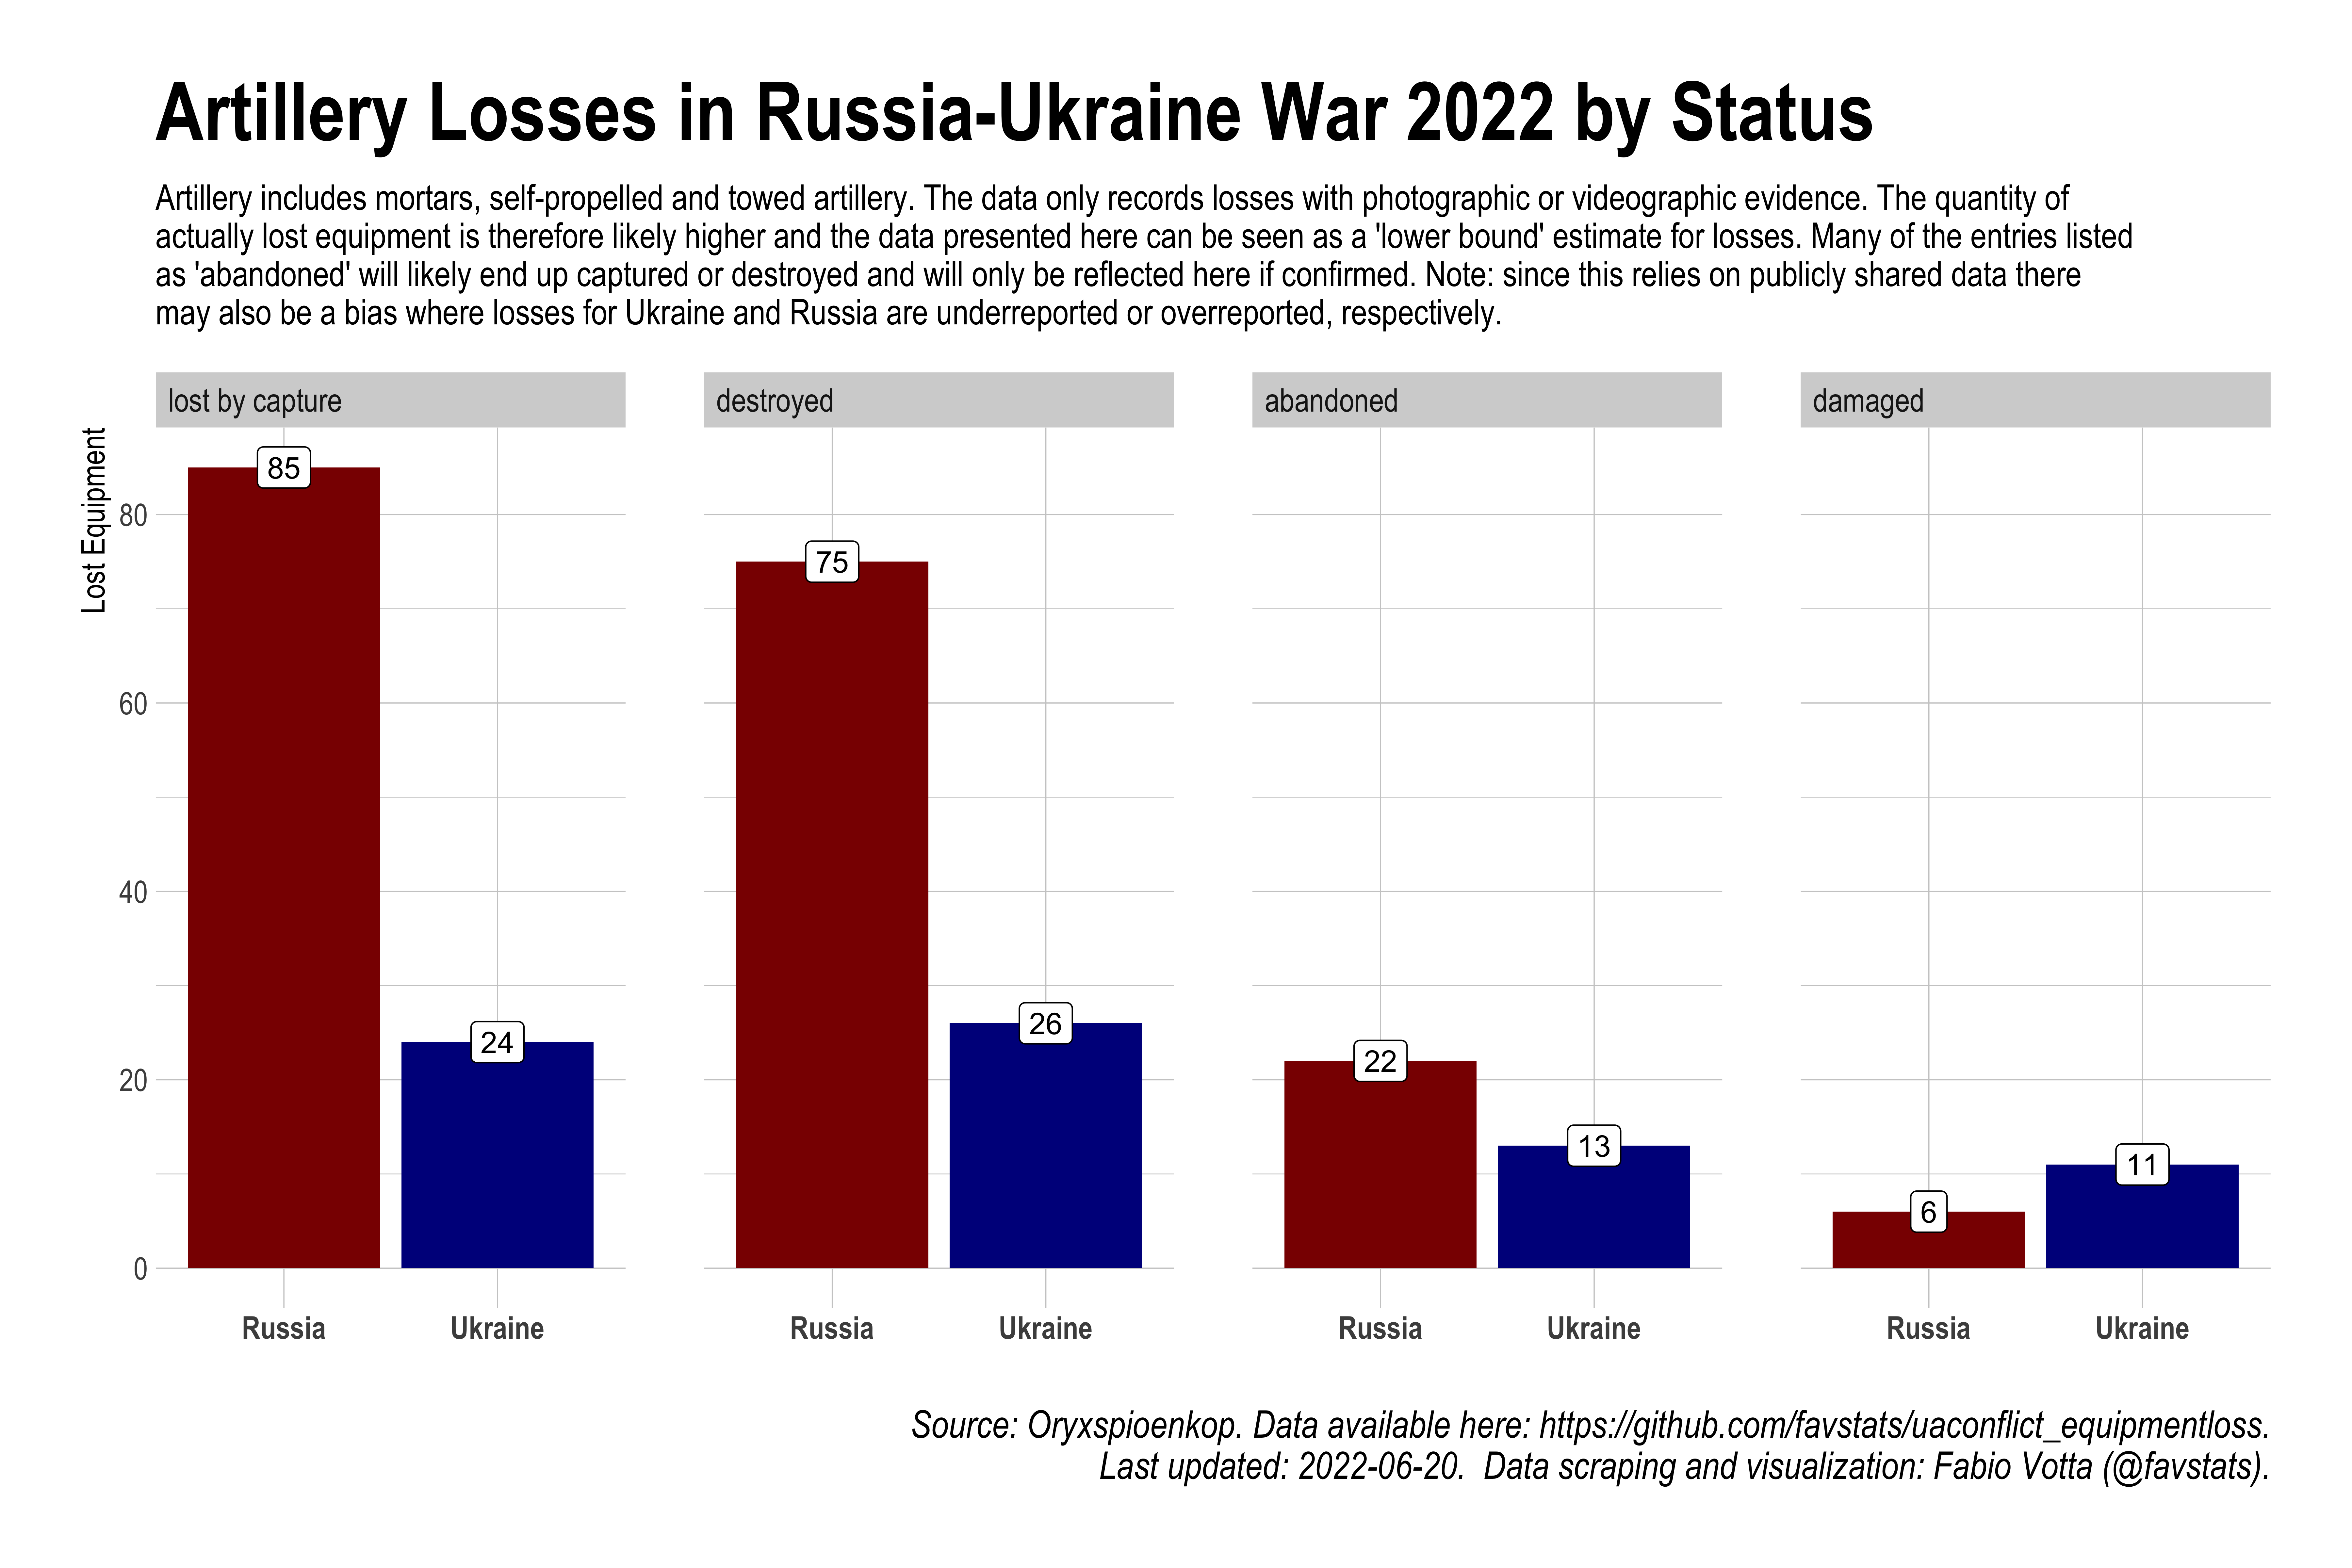 Artillery Losses in Russia-Ukraine War 2022 by Status
Artillery includes mortars, self-propelled and towed artillery. The data only records losses with photographic or videographic evidence. The quantity of
actually lost equipment is therefore likely higher and the data presented here can be seen as a 'lower bound' estimate for losses. Many of the entries listed
as 'abandoned' will likely end up captured or destroyed and will only be reflected here if confirmed. Note: since this relies on publicly shared data there
may also be a bias where losses for Ukraine and Russia are underreported or overreported, respectively.
lost by capture
destroyed
abandoned
damaged
Lost Equipment
80
60
40
20
0
85
24
75
26
22
13
6
11
Russia
Ukraine
Russia
Ukraine
Russia
Ukraine
Russia
Ukraine
Source: Oryxspioenkop. Data available here: https://github.com/favstats/uaconflict_equipmentloss.
Last updated: 2022-06-20.  Data scraping and visualization: Fabio Votta (@favstats).